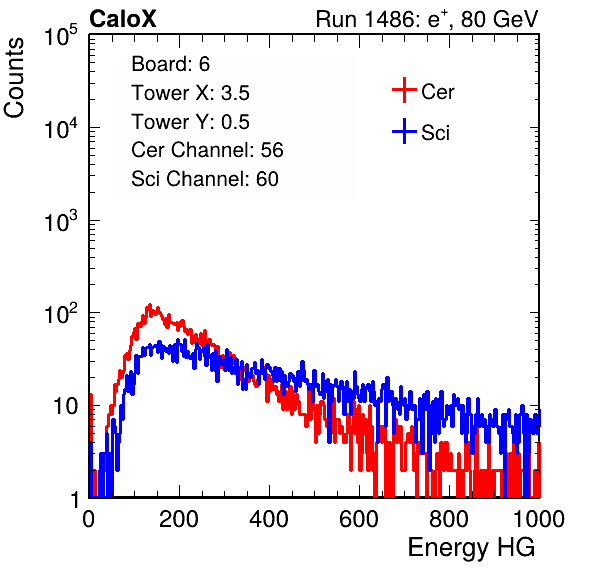 CaloX Run 1486: e⁺, 80 GeV
Counts
10⁵
10⁴
10³
10²
10
1
Board: 6
Tower X: 3.5
Tower Y: 0.5
Cer Channel: 56
Sci Channel: 60
Cer
Sci
0 200 400 600 800 1000
Energy HG